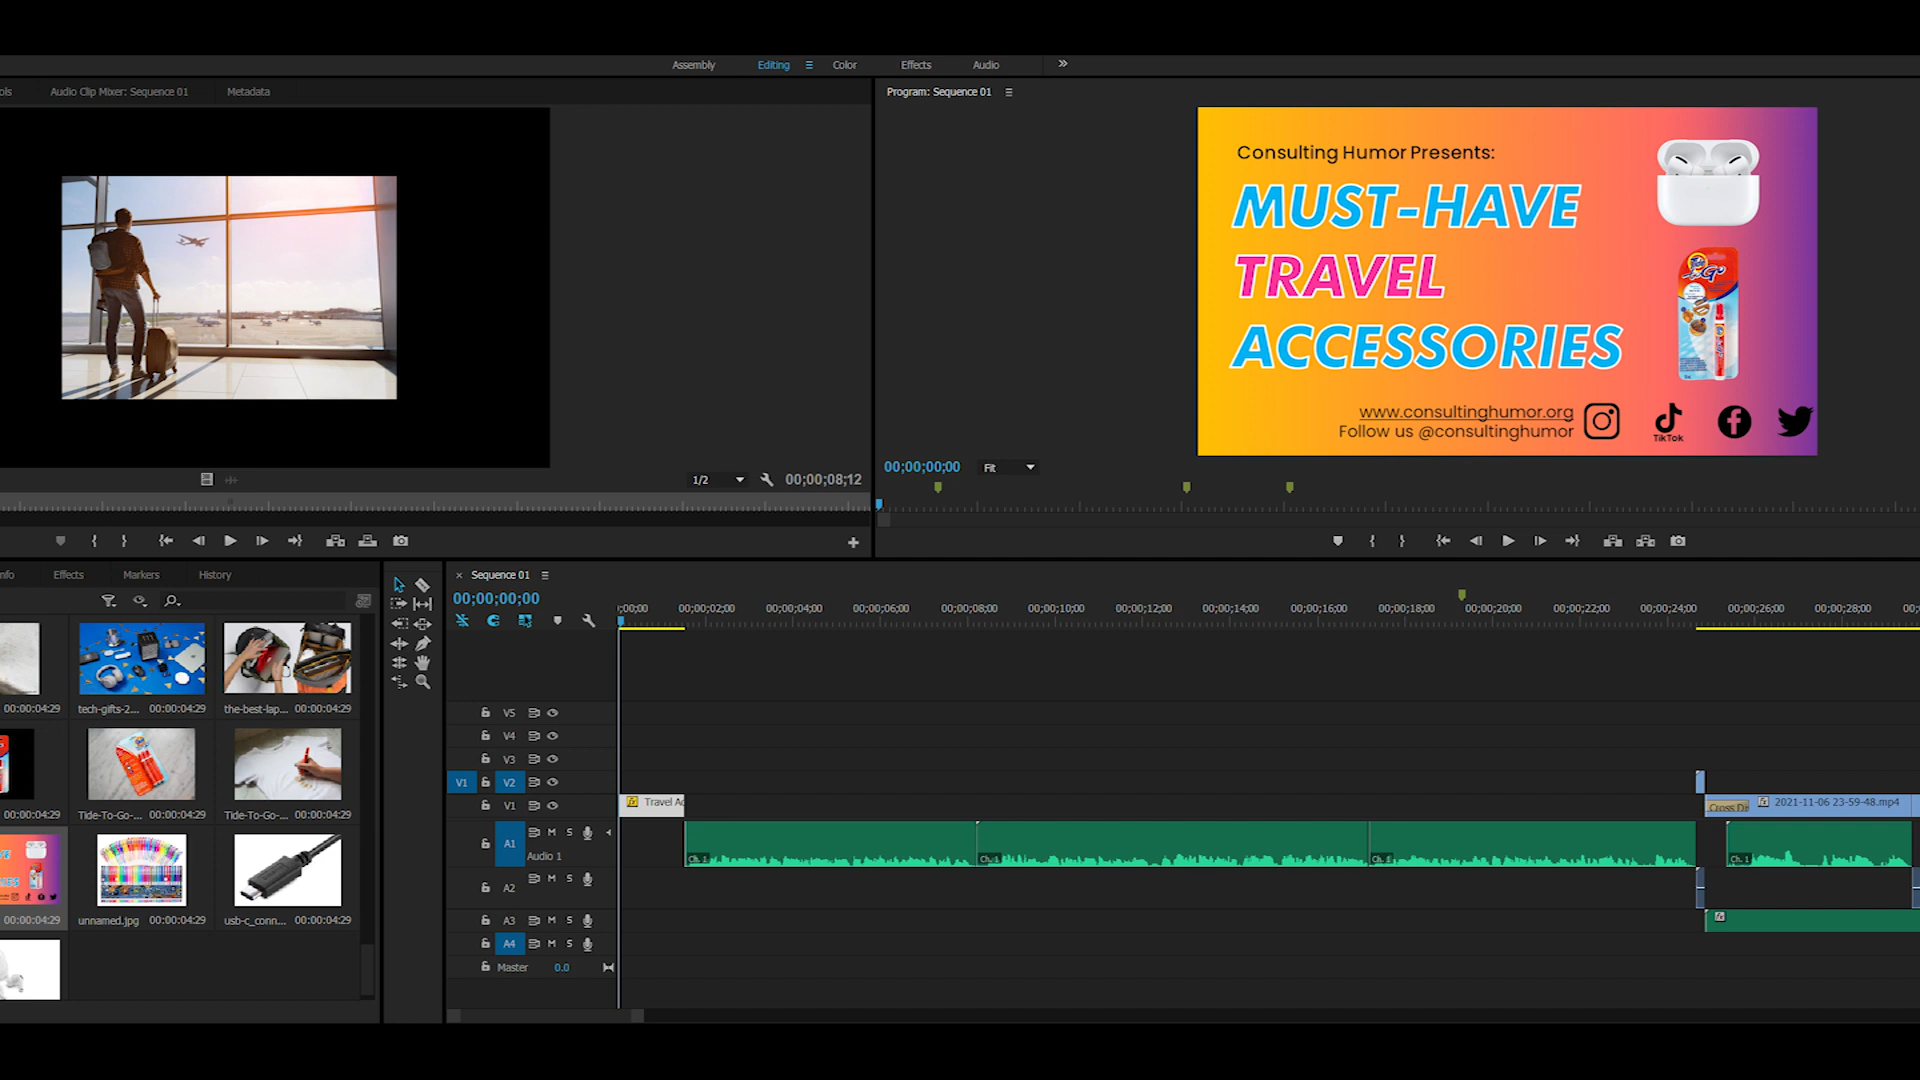 Assembly
Editing
Color
Effects
Audio
Audio Clip Mixer: Sequence 01
Metadata
Program: Sequence 01
Consulting Humor Presents:
MUST-HAVE
TRAVEL
ACCESSORIES
www.consultinghumor.org
Follow us @consultinghumor
TikTok
Tide
to Go
1/2
00;00;08;12
00;00;00;00
Fit
Effects
Markers
History
00:00:04:29
tech-gifts-2... 00:00:04:29
the-best-lap... 00:00:04:29
00:00:04:29
Tide-To-Go-... 00:00:04:29
Tide-To-Go-... 00:00:04:29
00:00:04:29
unnamed.jpg 00:00:04:29
usb-c_conn... 00:00:04:29
Sequence 01
00;00;00;00
;00;00 00;00;02;00 00;00;04;00 00;00;06;00 00;00;08;00 00;00;10;00 00;00;12;00 00;00;14;00 00;00;16;00 00;00;18;00 00;00;20;00 00;00;22;00 00;00;24;00 00;00;26;00 00;00;28;00
V5
V4
V3
V1 V2
V1
Travel Ac
Cross Di
2021-11-06 23-59-48.mp4
A1 M S
Audio 1
Ch. 1 Ch. 1 Ch. 1 Ch. 1
A2 M S
A3 M S
A4 M S
Master 0.0